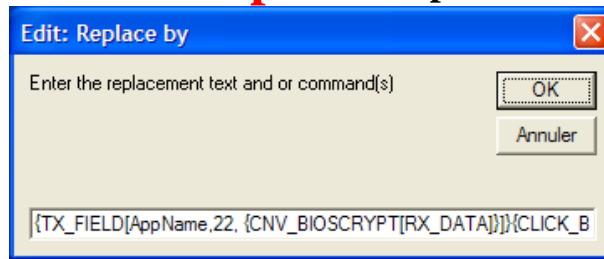 Edit: Replace by
Enter the replacement text and or command(s)
OK
Annuler
{TX_FIELD[AppName,22, {CNV_BIOSCRYPT[RX_DATA]}]}{CLICK_B